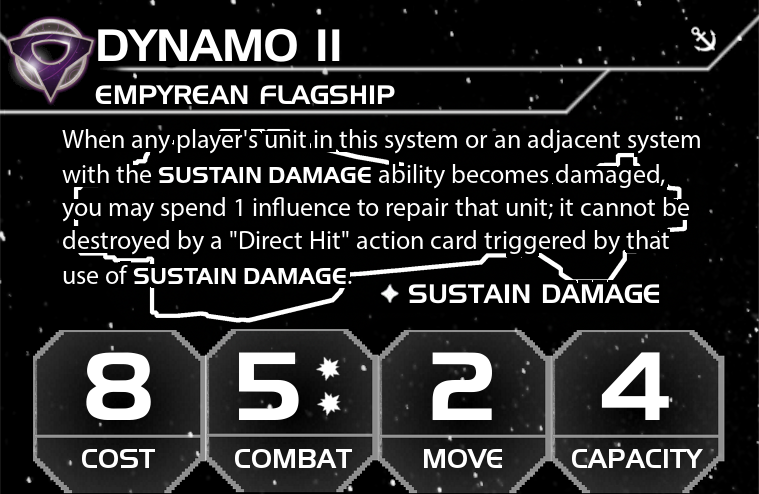 DYNAMO II
EMPYREAN FLAGSHIP
When any player's unit in this system or an adjacent system
with the SUSTAIN DAMAGE ability becomes damaged,
you may spend 1 influence to repair that unit; it cannot be
destroyed by a "Direct Hit" action card triggered by that
use of SUSTAIN DAMAGE.
SUSTAIN DAMAGE
8 5 2 4
COST COMBAT MOVE CAPACITY